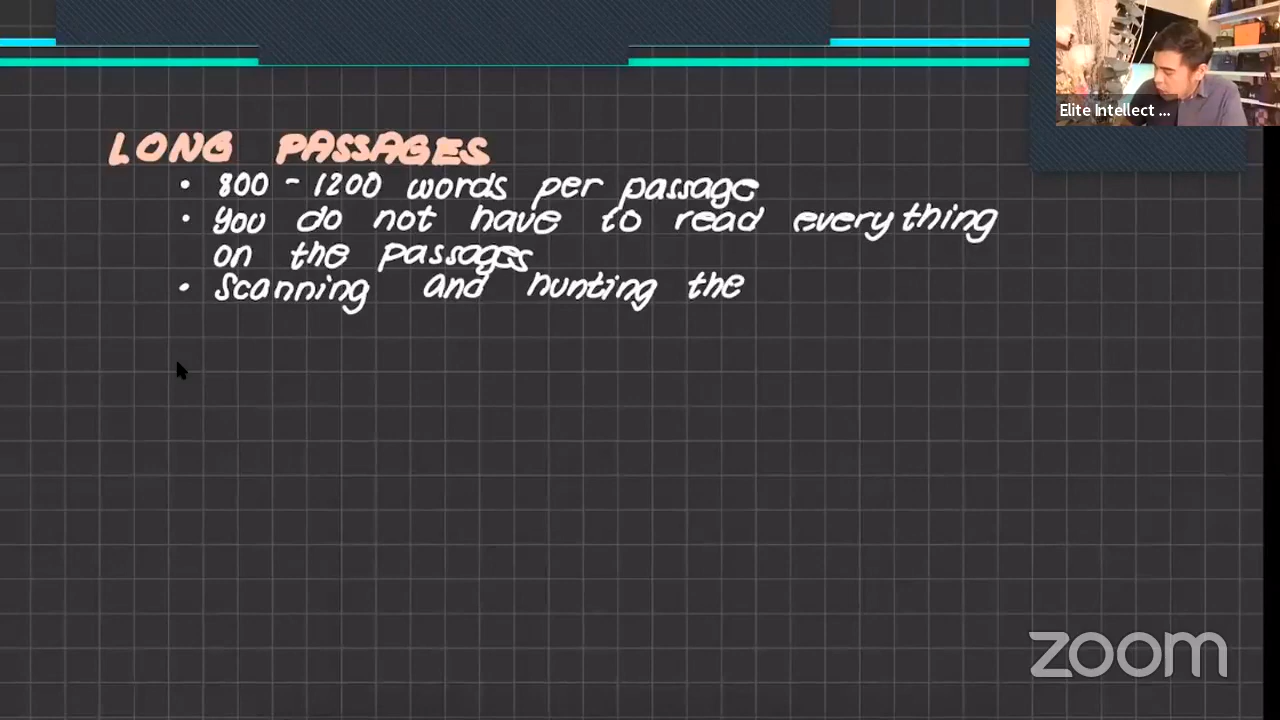 Elite Intellect ...
LONG PASSAGES
• 800 - 1200 words per passage
• you do not have to read everything
on the passages
• Scanning and hunting the
zoom